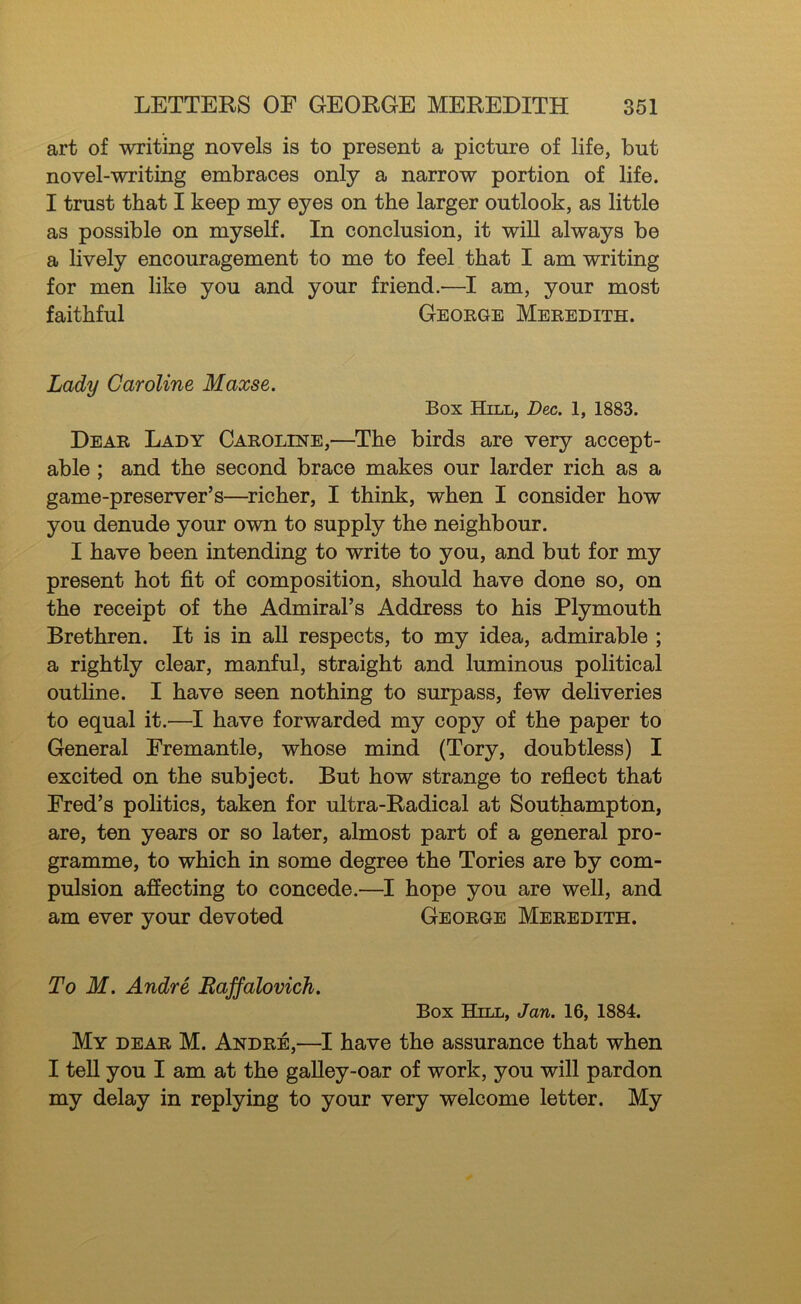 LETTERS OF GEORGE MEREDITH 351
art of writing novels is to present a picture of life, but
novel-writing embraces only a narrow portion of life.
I trust that I keep my eyes on the larger outlook, as little
as possible on myself. In conclusion, it will always be
a lively encouragement to me to feel that I am writing
for men like you and your friend.—I am, your most
faithful George Meredith.
Lady Caroline Maxse.
Box Hill, Dec. 1, 1883.
Dear Lady Caroline,—The birds are very accept-
able ; and the second brace makes our larder rich as a
game-preserver's—richer, I think, when I consider how
you denude your own to supply the neighbour.
I have been intending to write to you, and but for my
present hot fit of composition, should have done so, on
the receipt of the Admiral's Address to his Plymouth
Brethren. It is in all respects, to my idea, admirable ;
a rightly clear, manful, straight and luminous political
outline. I have seen nothing to surpass, few deliveries
to equal it.—I have forwarded my copy of the paper to
General Fremantle, whose mind (Tory, doubtless) I
excited on the subject. But how strange to reflect that
Fred's politics, taken for ultra-Radical at Southampton,
are, ten years or so later, almost part of a general pro-
gramme, to which in some degree the Tories are by com-
pulsion affecting to concede.—I hope you are well, and
am ever your devoted George Meredith.
To M. André Raffalovich.
Box Hill, Jan. 16, 1884.
My dear M. André,—I have the assurance that when
I tell you I am at the galley-oar of work, you will pardon
my delay in replying to your very welcome letter. My